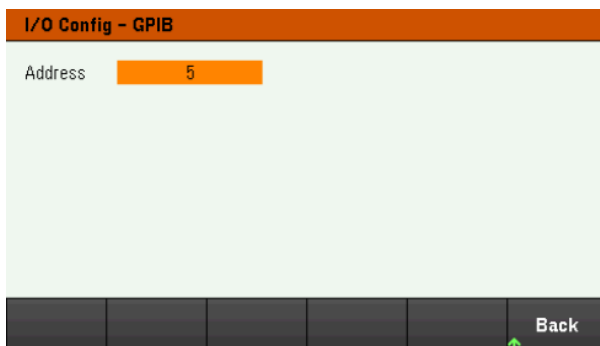 I/O Config – GPIB
Address 5
Back